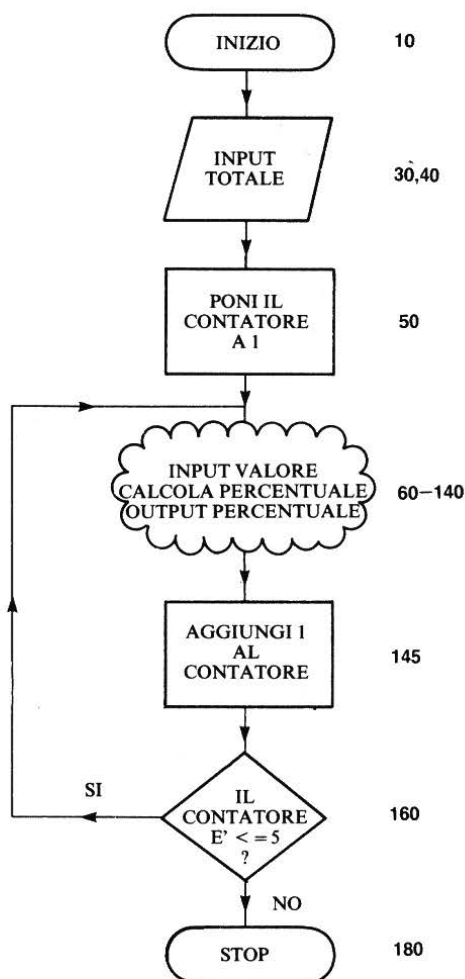 INIZIO
10
INPUT
TOTALE
30,40
PONI IL
CONTATORE
A 1
50
INPUT VALORE
CALCOLA PERCENTUALE
OUTPUT PERCENTUALE
60–140
AGGIUNGI 1
AL
CONTATORE
145
SI
IL
CONTATORE
E' < = 5
?
160
NO
STOP
180